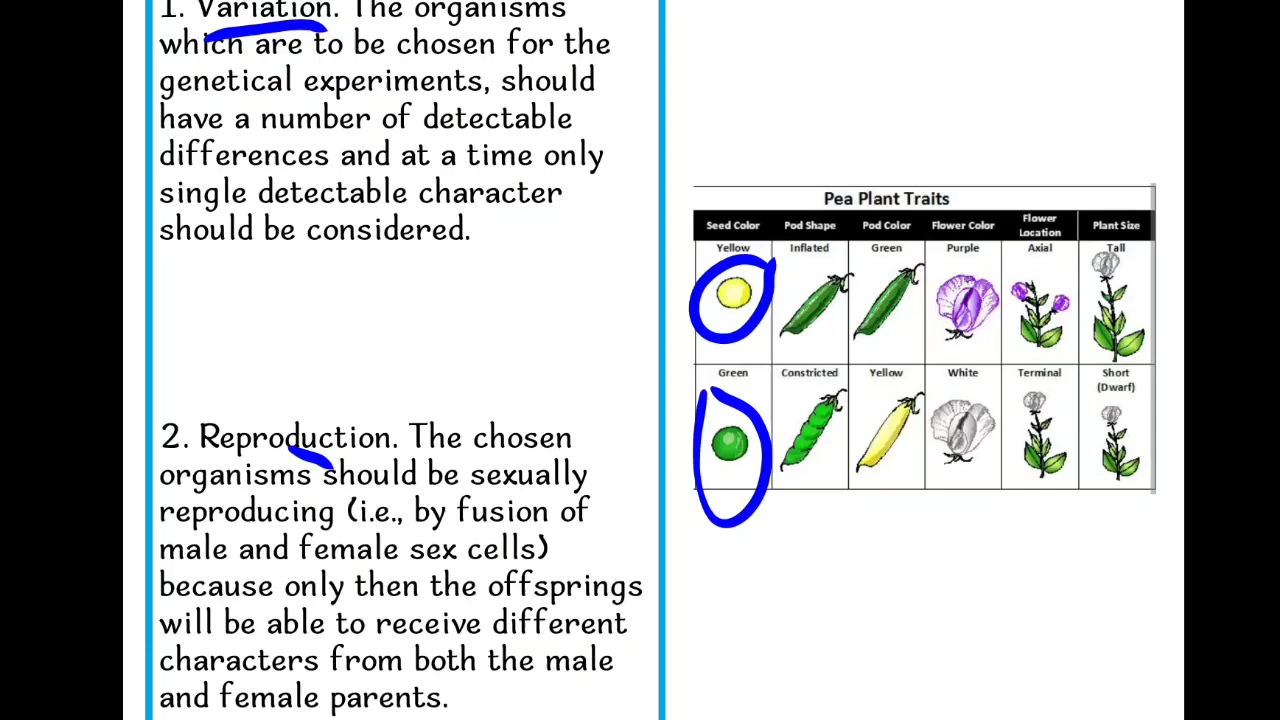 1. Variation. The organisms
which are to be chosen for the
genetical experiments, should
have a number of detectable
differences and at a time only
single detectable character
should be considered.
2. Reproduction. The chosen
organisms should be sexually
reproducing (i.e., by fusion of
male and female sex cells)
because only then the offsprings
will be able to receive different
characters from both the male
and female parents.
Pea Plant Traits
Seed Color Pod Shape Pod Color Flower Color Flower Location Plant Size
Yellow Inflated Green Purple Axial Tall
Green Constricted Yellow White Terminal Short
(Dwarf)